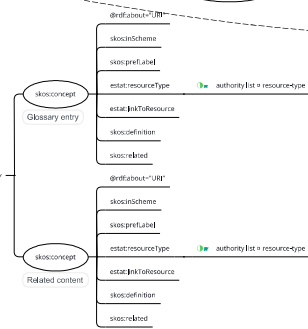 @rdf:about="URI"
skos:inScheme
skos:prefLabel
skos:concept
estat:resourceType
authority list ¤ resource-type
estat:linkToResource
Glossary entry
skos:definition
skos:related
@rdf:about="URI"
skos:inScheme
skos:prefLabel
skos:concept
estat:resourceType
authority list ¤ resource-type
estat:linkToResource
Related content
skos:definition
skos:related